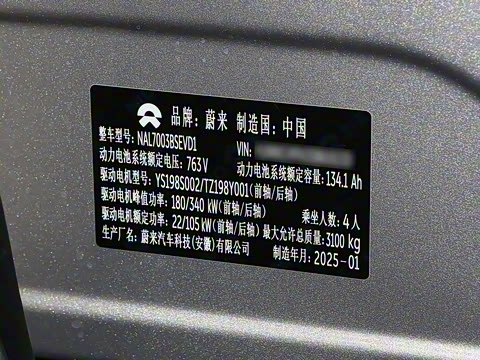 品牌：蔚来 制造国：中国
整车型号：NAL7003BSEVD1 VIN:
动力电池系统额定电压：763V 动力电池系统额定容量：134.1 Ah
驱动电机型号：YS198S002/TZ198Y001(前轴/后轴)
驱动电机峰值功率：180/340 kW(前轴/后轴) 乘坐人数：4人
驱动电机额定功率：22/105 kW(前轴/后轴) 最大允许总质量：3100 kg
生产厂名：蔚来汽车科技(安徽)有限公司 制造年月：2025-01